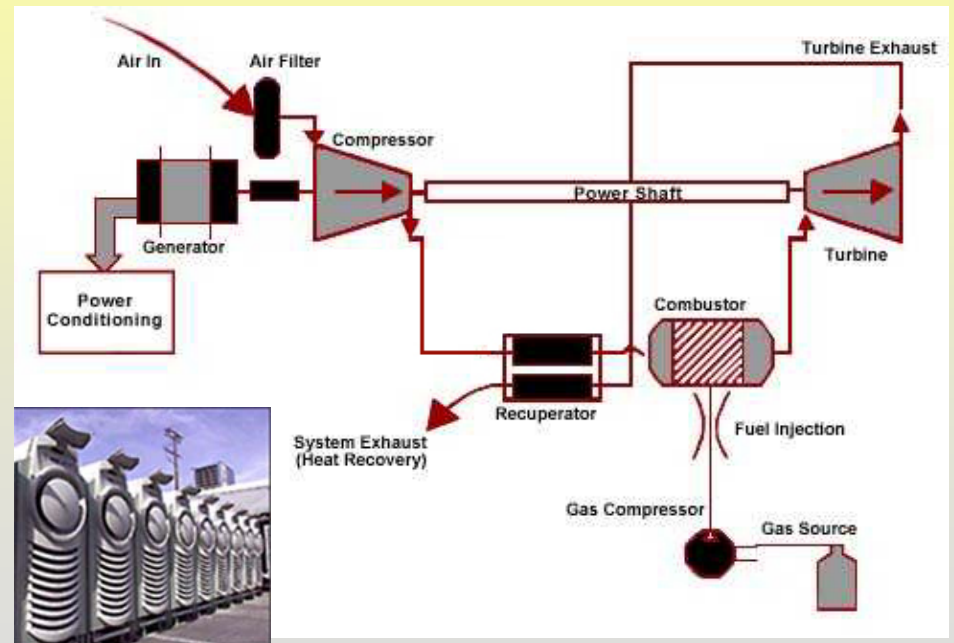 Air In
Air Filter
Turbine Exhaust
Compressor
Power Shaft
Generator
Turbine
Power
Conditioning
Combustor
Recuperator
System Exhaust
(Heat Recovery)
Fuel Injection
Gas Compressor
Gas Source